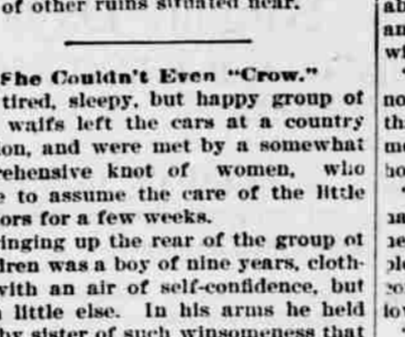 of other ruins situated near.
She Couldn't Even "Crow."
tired, sleepy, but happy group of
waifs left the cars at a country
ion, and were met by a somewhat
rehensive knot of women, who
e to assume the care of the little
ors for a few weeks.
inging up the rear of the group of
dren was a boy of nine years, cloth-
with an air of self-confidence, but
little else. In his arms he held
by sister of such winsomeness that